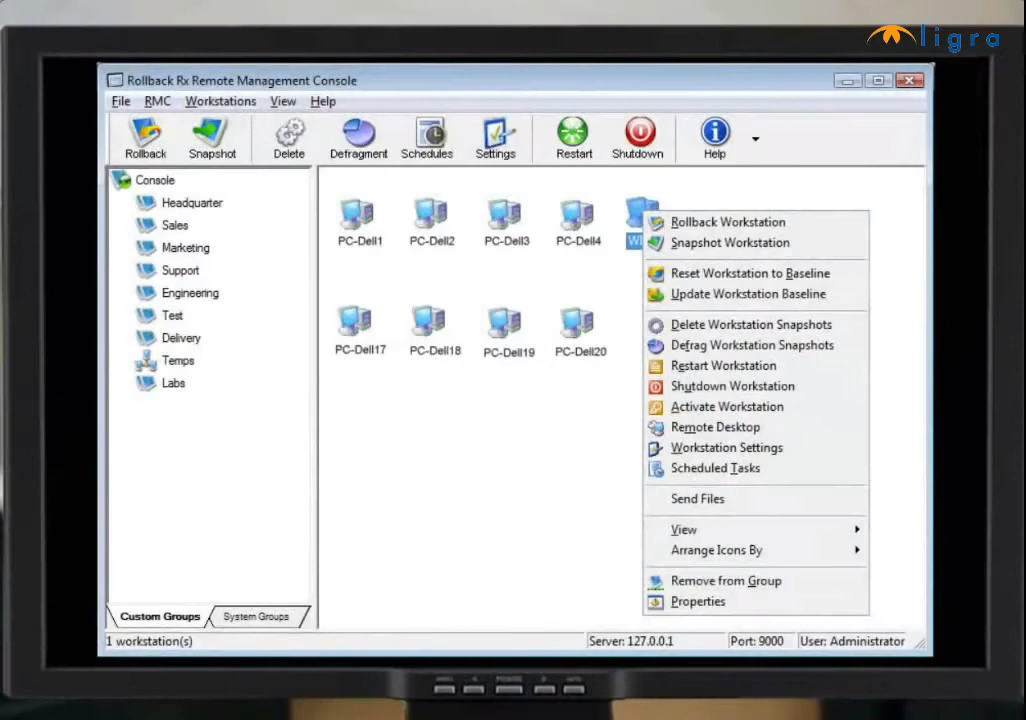 ligra
Rollback Rx Remote Management Console
File RMC Workstations View Help
Rollback Snapshot Delete Defragment Schedules Settings Restart Shutdown Help
Console
Headquarter
Sales
Marketing
Support
Engineering
Test
Delivery
Temps
Labs
PC-Dell1 PC-Dell2 PC-Dell3 PC-Dell4
PC-Dell17 PC-Dell18 PC-Dell19 PC-Dell20
Rollback Workstation
Snapshot Workstation
Reset Workstation to Baseline
Update Workstation Baseline
Delete Workstation Snapshots
Defrag Workstation Snapshots
Restart Workstation
Shutdown Workstation
Activate Workstation
Remote Desktop
Workstation Settings
Scheduled Tasks
Send Files
View
Arrange Icons By
Remove from Group
Properties
Custom Groups System Groups
1 workstation(s) Server: 127.0.0.1 Port: 9000 User: Administrator